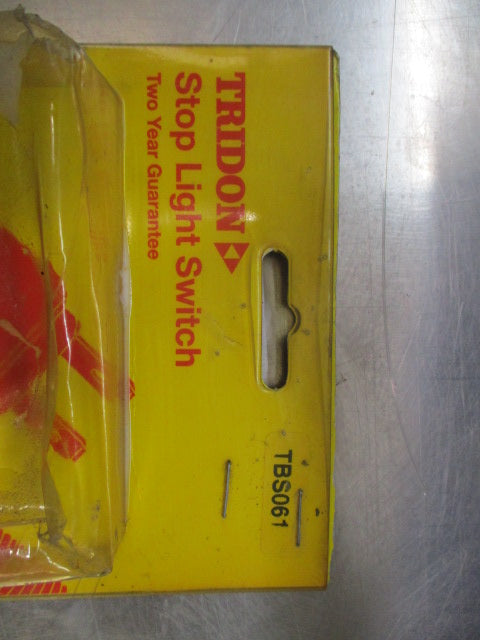 TRIDON
Stop Light Switch
Two Year Guarantee
TBS061